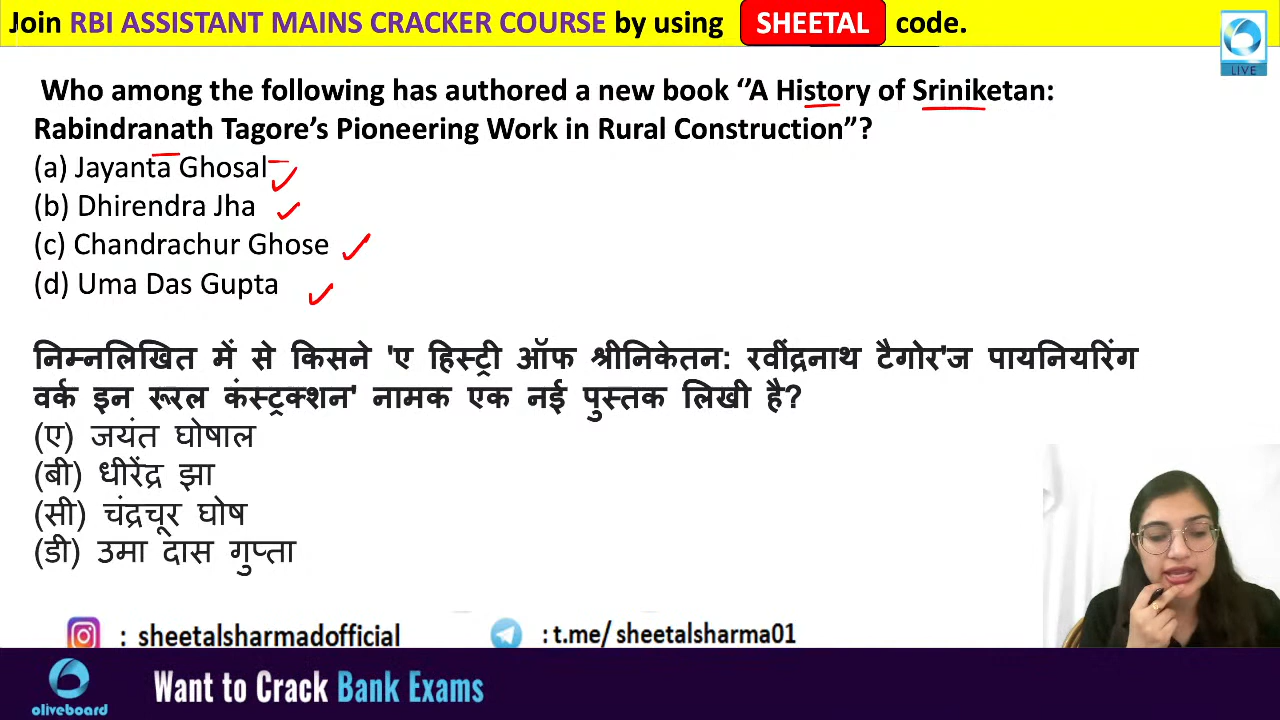 Join RBI ASSISTANT MAINS CRACKER COURSE by using SHEETAL code.
LIVE
Who among the following has authored a new book ‘’A History of Sriniketan:
Rabindranath Tagore’s Pioneering Work in Rural Construction”?
(a) Jayanta Ghosal
(b) Dhirendra Jha
(c) Chandrachur Ghose
(d) Uma Das Gupta
निम्नलिखित में से किसने 'ए हिस्ट्री ऑफ श्रीनिकेतन: रवींद्रनाथ टैगोर'ज पायनियरिंग
वर्क इन रूरल कंस्ट्रक्शन' नामक एक नई पुस्तक लिखी है?
(ए) जयंत घोषाल
(बी) धीरेंद्र झा
(सी) चंद्रचूर घोष
(डी) उमा दास गुप्ता
: sheetalsharmadofficial
: t.me/ sheetalsharma01
Want to Crack Bank Exams
oliveboard